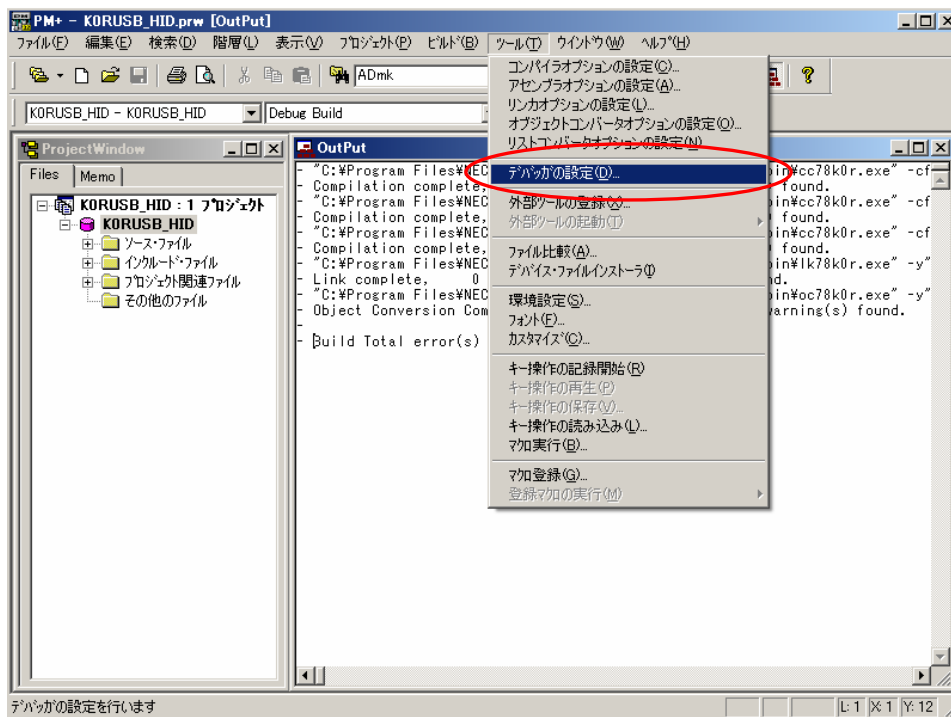 PM+ - K0RUSB_HID.prw [OutPut]
ﾌｧｲﾙ(F) 編集(E) 検索(D) 階層(L) 表示(V) ﾌﾟﾛｼﾞｪｸﾄ(P) ﾋﾞﾙﾄﾞ(B) ﾂｰﾙ(T) ｳｲﾝﾄﾞｳ(W) ﾍﾙﾌﾟ(H)
ADmk
K0RUSB_HID - K0RUSB_HID Debug Build
ProjectWindow
Files Memo
K0RUSB_HID : 1 ﾌﾟﾛｼﾞｪｸﾄ
K0RUSB_HID
ｿｰｽ･ﾌｧｲﾙ
ｲﾝｸﾙｰﾄﾞ･ﾌｧｲﾙ
ﾌﾟﾛｼﾞｪｸﾄ関連ﾌｧｲﾙ
その他のﾌｧｲﾙ
OutPut
- "C:¥Program Files¥NEC in¥cc78k0r.exe" -cf
- Compilation complete, found.
- "C:¥Program Files¥NEC in¥cc78k0r.exe" -cf
- Compilation complete, found.
- "C:¥Program Files¥NEC in¥cc78k0r.exe" -cf
- Compilation complete, found.
- "C:¥Program Files¥NEC in¥lk78k0r.exe" -y"
- Link complete, 0 nd.
- "C:¥Program Files¥NEC in¥oc78k0r.exe" -y"
- Object Conversion Com arning(s) found.
-
- Build Total error(s)
コンパイラオプションの設定(C)...
アセンブラオプションの設定(A)...
リンカオプションの設定(L)...
オブジェクトコンバータオプションの設定(O)...
リストコンバータオプションの設定(N)...
ﾃﾞﾊﾞｯｶﾞの設定(D)...
外部ﾂｰﾙの登録(X)...
外部ﾂｰﾙの起動(T)
ﾌｧｲﾙ比較(A)...
ﾃﾞﾊﾞｲｽ･ﾌｧｲﾙｲﾝｽﾄｰﾗ(I)
環境設定(S)...
ﾌｫﾝﾄ(F)...
ｶｽﾀﾏｲｽﾞ(C)...
キー操作の記録開始(R)
キー操作の再生(P)
キー操作の保存(V)...
キー操作の読み込み(L)...
ﾏｸﾛ実行(B)...
ﾏｸﾛ登録(G)...
登録ﾏｸﾛの実行(M)
ﾃﾞﾊﾞｯｶﾞの設定を行います
L: 1 X: 1 Y: 12